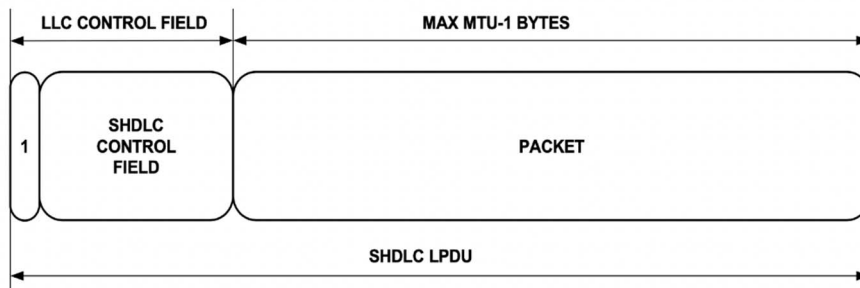 LLC CONTROL FIELD
MAX MTU-1 BYTES
1
SHDLC
CONTROL
FIELD
PACKET
SHDLC LPDU